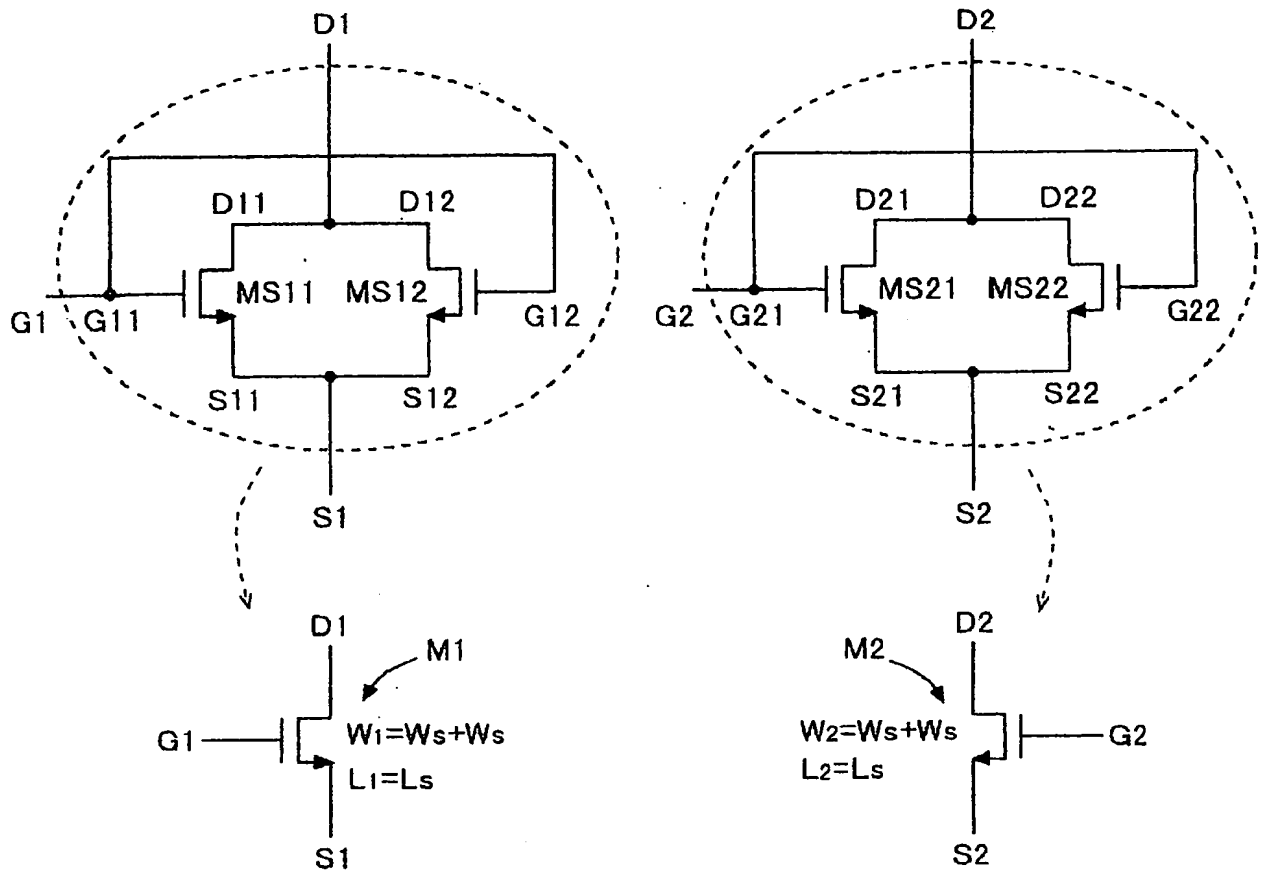 D1
D2
D11
D12
D21
D22
MS11
MS12
MS21
MS22
G1
G11
G12
G2
G21
G22
S11
S12
S21
S22
S1
S2
D1
D2
M1
M2
G1
W1=Ws+Ws
W2=Ws+Ws
G2
L1=Ls
L2=Ls
S1
S2